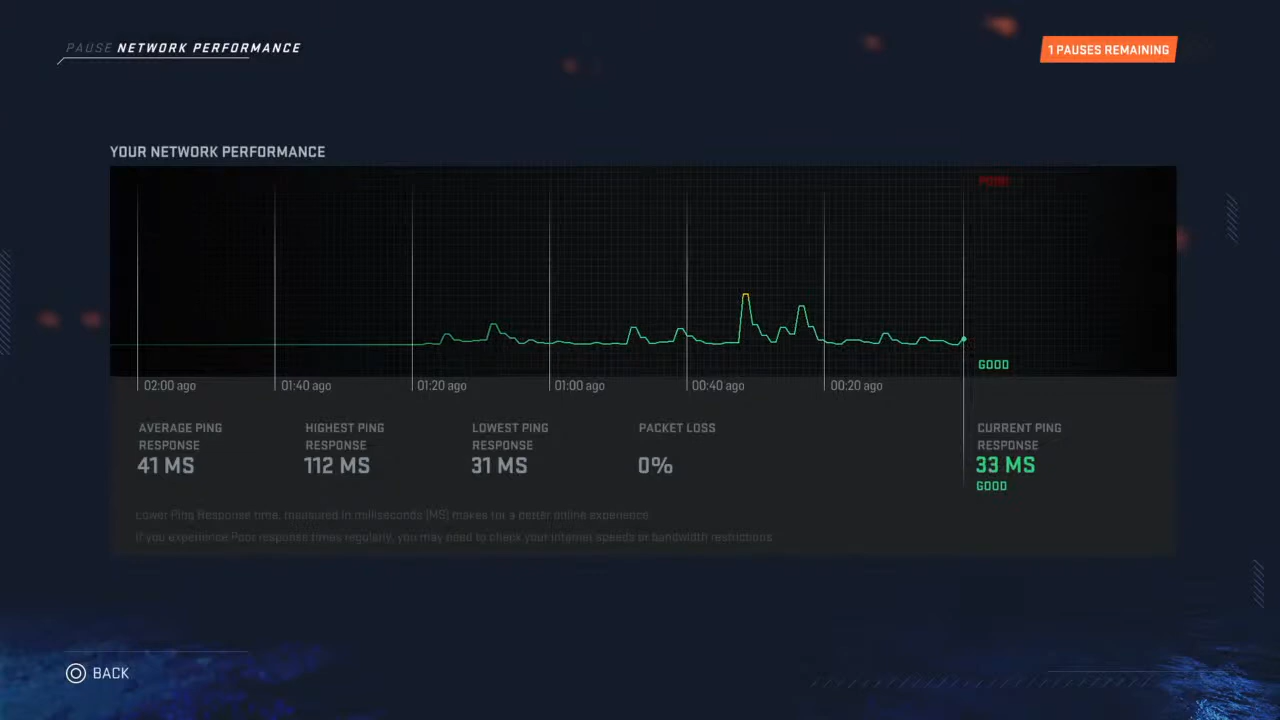 PAUSE NETWORK PERFORMANCE
1 PAUSES REMAINING
YOUR NETWORK PERFORMANCE
POOR
GOOD
02:00 ago
01:40 ago
01:20 ago
01:00 ago
00:40 ago
00:20 ago
AVERAGE PING
RESPONSE
41 MS
HIGHEST PING
RESPONSE
112 MS
LOWEST PING
RESPONSE
31 MS
PACKET LOSS
0%
CURRENT PING
RESPONSE
33 MS
GOOD
Lower Ping Response time, measured in milliseconds (MS) makes for a better online experience.
If you experience Poor response times regularly, you may need to check your internet speeds or bandwidth restrictions
BACK